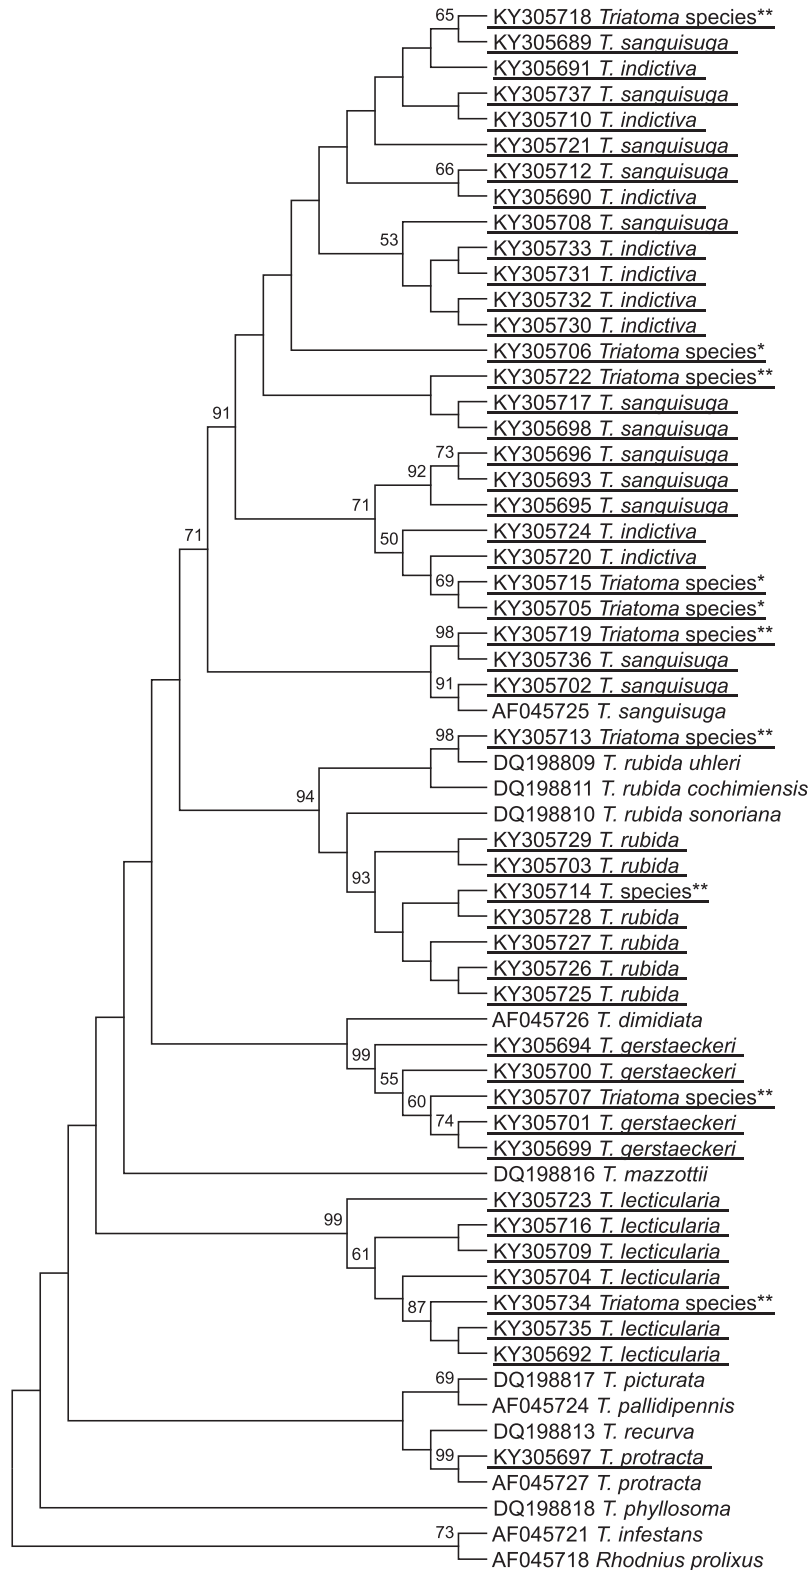 65 KY305718 Triatoma species**
KY305689 T. sanguisuga
KY305691 T. indictiva
KY305737 T. sanguisuga
KY305710 T. indictiva
KY305721 T. sanguisuga
66 KY305712 T. sanguisuga
KY305690 T. indictiva
KY305708 T. sanguisuga
53 KY305733 T. indictiva
KY305731 T. indictiva
KY305732 T. indictiva
KY305730 T. indictiva
KY305706 Triatoma species*
KY305722 Triatoma species**
KY305717 T. sanguisuga
91 KY305698 T. sanguisuga
73 KY305696 T. sanguisuga
92 KY305693 T. sanguisuga
71 KY305695 T. sanguisuga
KY305724 T. indictiva
71 50 KY305720 T. indictiva
69 KY305715 Triatoma species*
KY305705 Triatoma species*
98 KY305719 Triatoma species**
KY305736 T. sanguisuga
91 KY305702 T. sanguisuga
AF045725 T. sanguisuga
98 KY305713 Triatoma species**
DQ198809 T. rubida uhleri
DQ198811 T. rubida cochimiensis
94 DQ198810 T. rubida sonoriana
KY305729 T. rubida
KY305703 T. rubida
93 KY305714 T. species**
KY305728 T. rubida
KY305727 T. rubida
KY305726 T. rubida
KY305725 T. rubida
AF045726 T. dimidiata
99 KY305694 T. gerstaeckeri
55 KY305700 T. gerstaeckeri
60 KY305707 Triatoma species**
74 KY305701 T. gerstaeckeri
KY305699 T. gerstaeckeri
DQ198816 T. mazzottii
KY305723 T. lecticularia
99 KY305716 T. lecticularia
61 KY305709 T. lecticularia
KY305704 T. lecticularia
87 KY305734 Triatoma species**
KY305735 T. lecticularia
KY305692 T. lecticularia
69 DQ198817 T. picturata
AF045724 T. pallidipennis
DQ198813 T. recurva
99 KY305697 T. protracta
AF045727 T. protracta
DQ198818 T. phyllosoma
73 AF045721 T. infestans
AF045718 Rhodnius prolixus